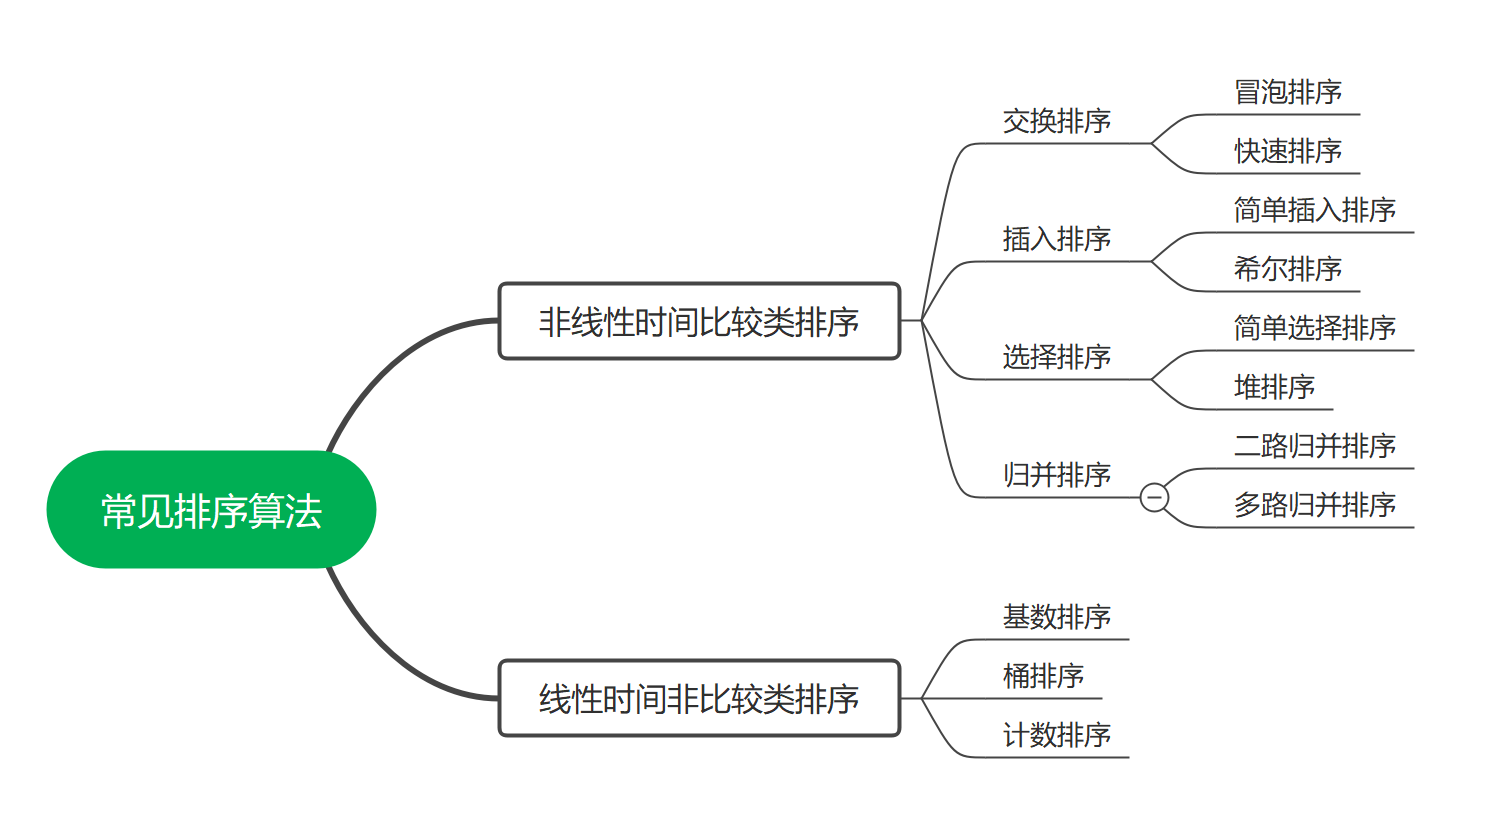 常见排序算法
非线性时间比较类排序
交换排序
冒泡排序
快速排序
插入排序
简单插入排序
希尔排序
选择排序
简单选择排序
堆排序
归并排序
二路归并排序
多路归并排序
线性时间非比较类排序
基数排序
桶排序
计数排序